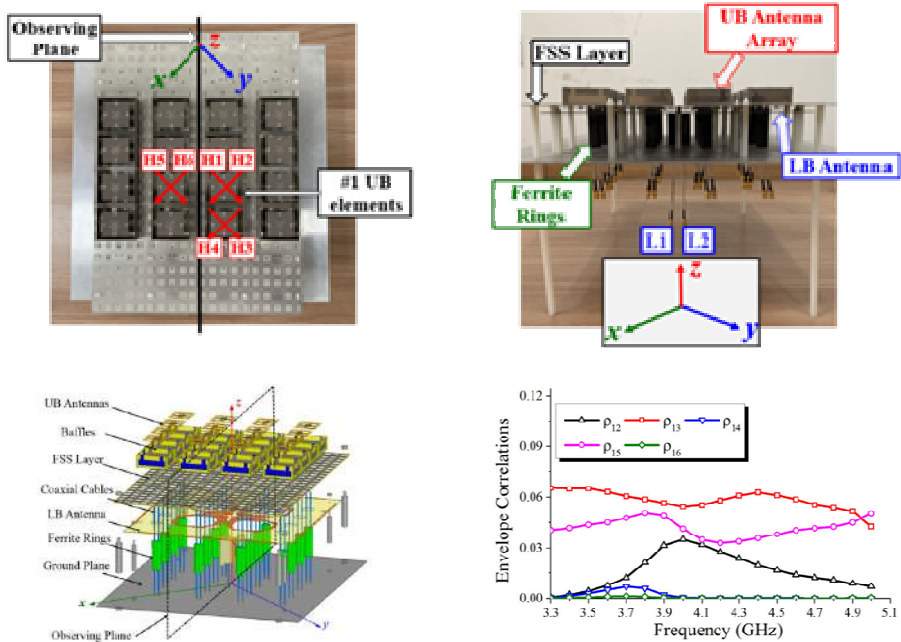 Observing
Plane
z
x
y
H5
H6
H1
H2
H4
H3
#1 UB
elements
UB Antenna
Array
FSS Layer
LB Antenna
Ferrite
Rings
L1
L2
z
x
y
UB Antennas
Baffles
FSS Layer
Coaxial Cables
LB Antenna
Ferrite Rings
Ground Plane
Observing Plane
z
x
y
Envelope Correlations
0.12
0.09
0.06
0.03
0.00
ρ12
ρ13
ρ14
ρ15
ρ16
3.3
3.5
3.7
3.9
4.1
4.3
4.5
4.7
4.9
5.1
Frequency (GHz)